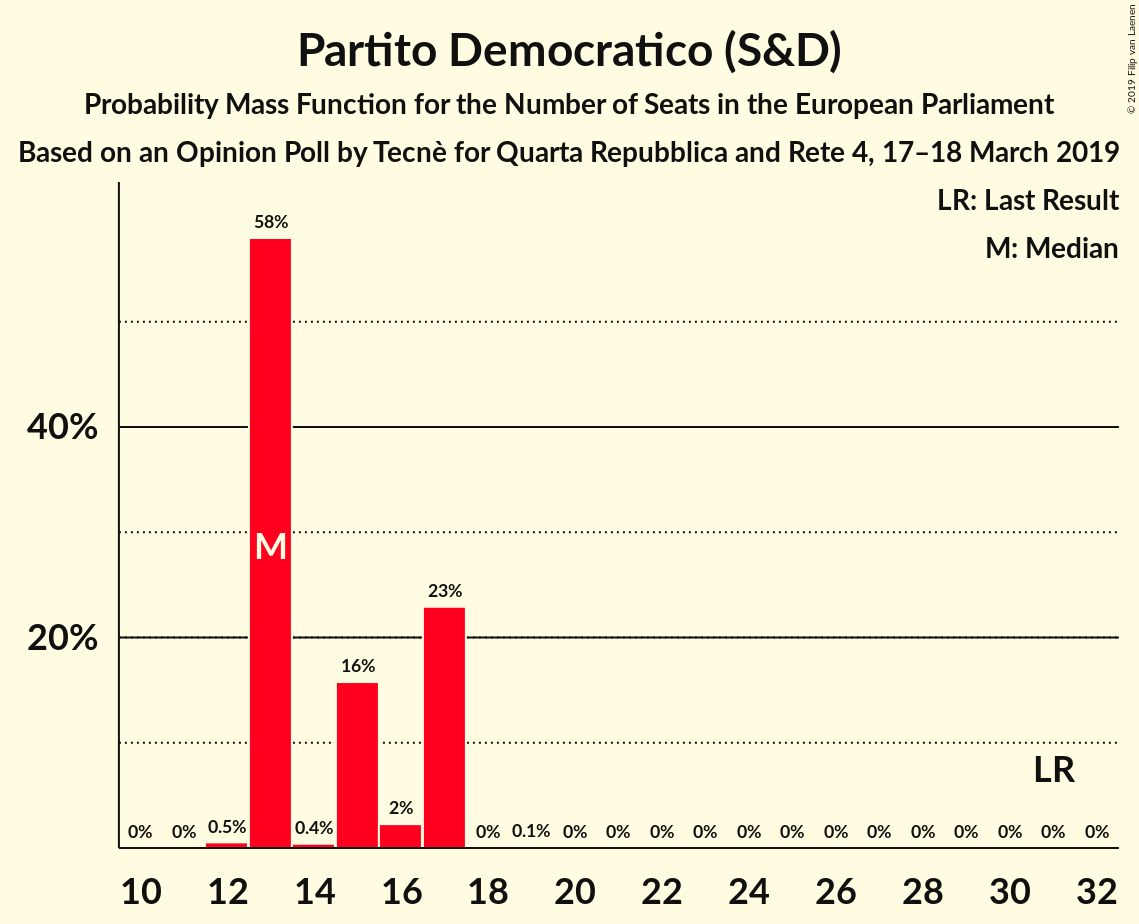 Partito Democratico (S&D)
Probability Mass Function for the Number of Seats in the European Parliament
Based on an Opinion Poll by Tecnè for Quarta Repubblica and Rete 4, 17–18 March 2019
© 2019 Filip van Laenen
LR: Last Result
M: Median
58%
40%
M
23%
20%
16%
LR
2%
0% 0% 0.5% 0.4% 0% 0.1% 0% 0% 0% 0% 0% 0% 0% 0% 0% 0% 0% 0% 0%
10 12 14 16 18 20 22 24 26 28 30 32